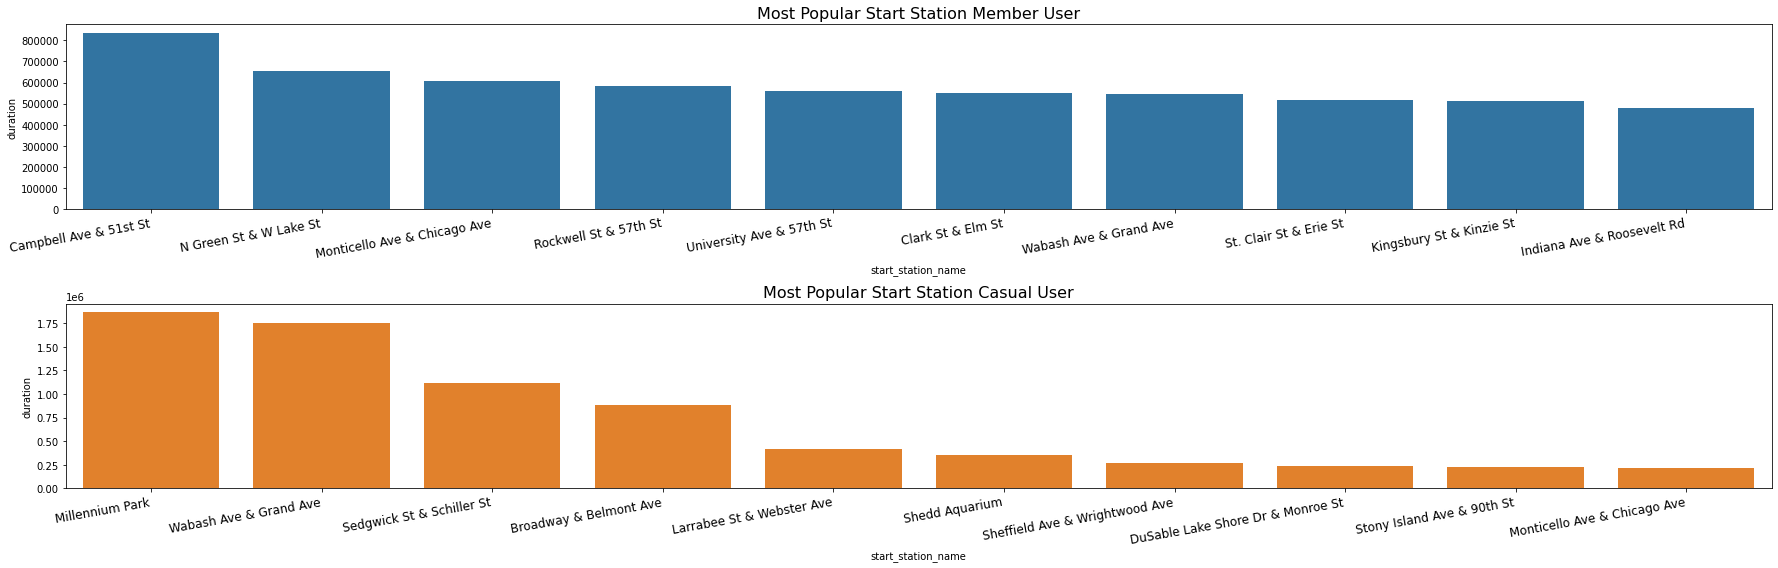 Most Popular Start Station Member User
800000
700000
600000
500000
400000
300000
200000
100000
0
duration
Campbell Ave & 51st St
N Green St & W Lake St
Monticello Ave & Chicago Ave
Rockwell St & 57th St
University Ave & 57th St
Clark St & Elm St
Wabash Ave & Grand Ave
St. Clair St & Erie St
Kingsbury St & Kinzie St
Indiana Ave & Roosevelt Rd
start_station_name
Most Popular Start Station Casual User
1e6
1.75
1.50
1.25
1.00
0.75
0.50
0.25
0.00
duration
Millennium Park
Wabash Ave & Grand Ave
Sedgwick St & Schiller St
Broadway & Belmont Ave
Larrabee St & Webster Ave
Shedd Aquarium
Sheffield Ave & Wrightwood Ave
DuSable Lake Shore Dr & Monroe St
Stony Island Ave & 90th St
Monticello Ave & Chicago Ave
start_station_name